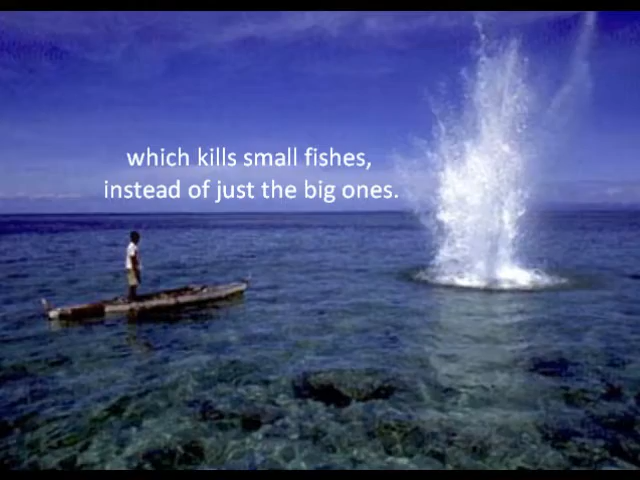 which kills small fishes,
instead of just the big ones.